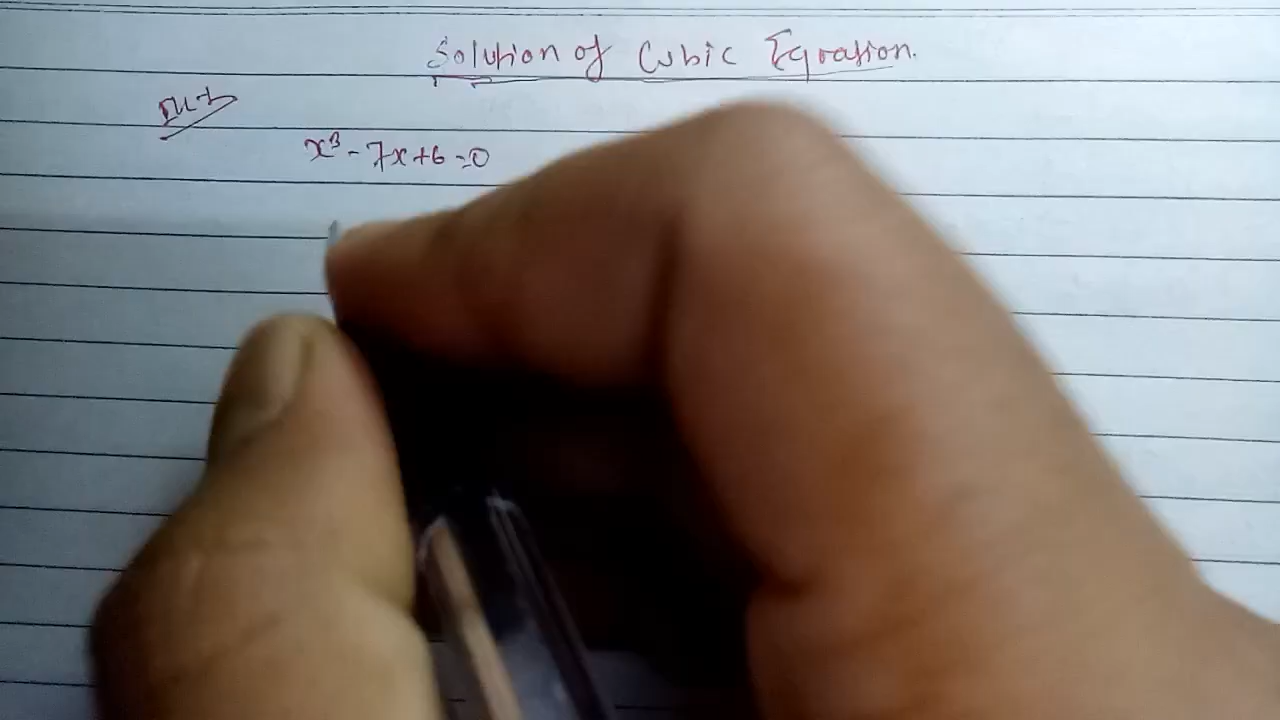 Solution of Cubic Equation.
x³ - 7x + 6 = 0